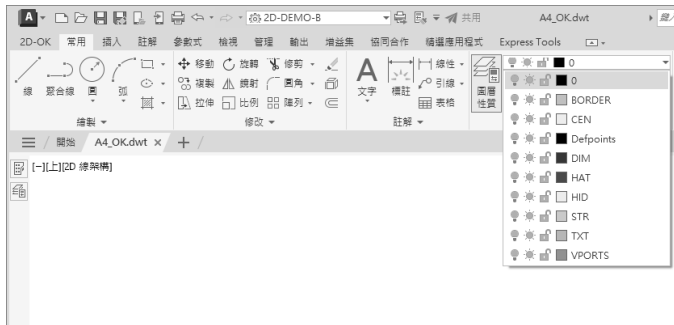 A 2D-DEMO-B 共用 A4_OK.dwt
2D-OK 常用 插入 註解 參數式 檢視 管理 輸出 增益集 協同合作 精選應用程式 Express Tools
移動 旋轉 修剪 線性
複製 鏡射 圓角 引線
拉伸 比例 陣列 表格
線 聚合線 圓 弧 A 文字 標註 圖層
性質
繪製 修改 註解
0
0
BORDER
CEN
Defpoints
DIM
HAT
HID
STR
TXT
VPORTS
開始 A4_OK.dwt × +
[−][上][2D 線架構]